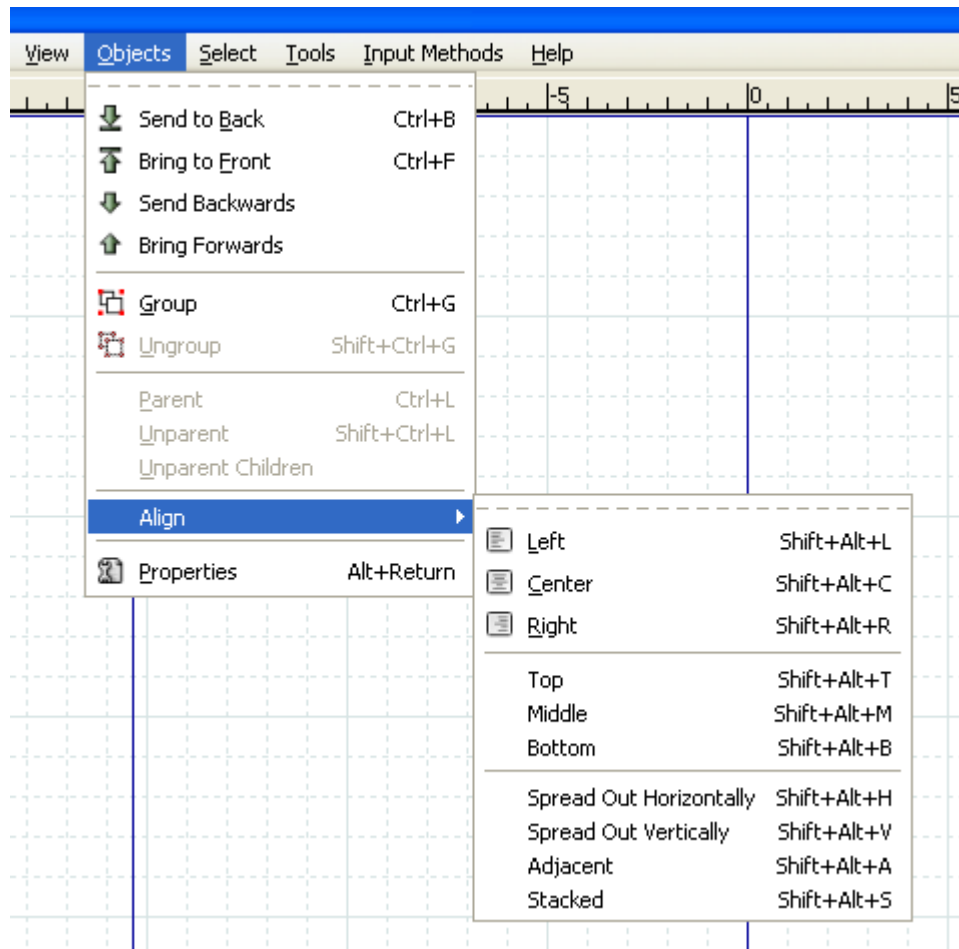 View Objects Select Tools Input Methods Help
-5 0 5
Send to Back Ctrl+B
Bring to Front Ctrl+F
Send Backwards
Bring Forwards
Group Ctrl+G
Ungroup Shift+Ctrl+G
Parent Ctrl+L
Unparent Shift+Ctrl+L
Unparent Children
Align
Properties Alt+Return
Left Shift+Alt+L
Center Shift+Alt+C
Right Shift+Alt+R
Top Shift+Alt+T
Middle Shift+Alt+M
Bottom Shift+Alt+B
Spread Out Horizontally Shift+Alt+H
Spread Out Vertically Shift+Alt+V
Adjacent Shift+Alt+A
Stacked Shift+Alt+S